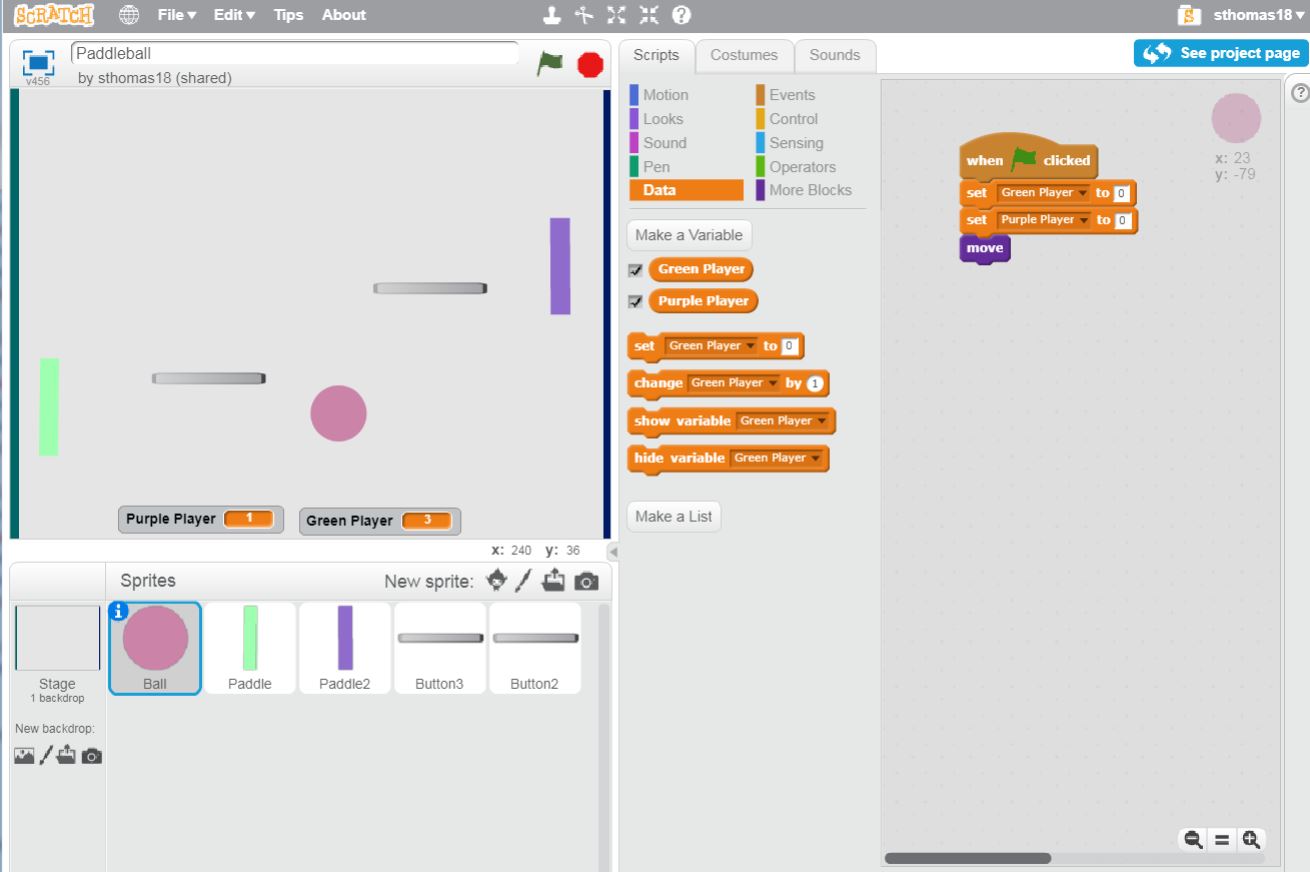 SCRATCH File Edit Tips About sthomas18
Paddleball
v456
by sthomas18 (shared)
Purple Player 1 Green Player 3
x: 240 y: 36
Sprites New sprite:
Ball Paddle Paddle2 Button3 Button2
Stage
1 backdrop
New backdrop:
Scripts Costumes Sounds
See project page
Motion Events
Looks Control
Sound Sensing
Pen Operators
Data More Blocks
Make a Variable
Green Player
Purple Player
set Green Player to 0
change Green Player by 1
show variable Green Player
hide variable Green Player
Make a List
when clicked
set Green Player to 0
set Purple Player to 0
move
x: 23
y: -79